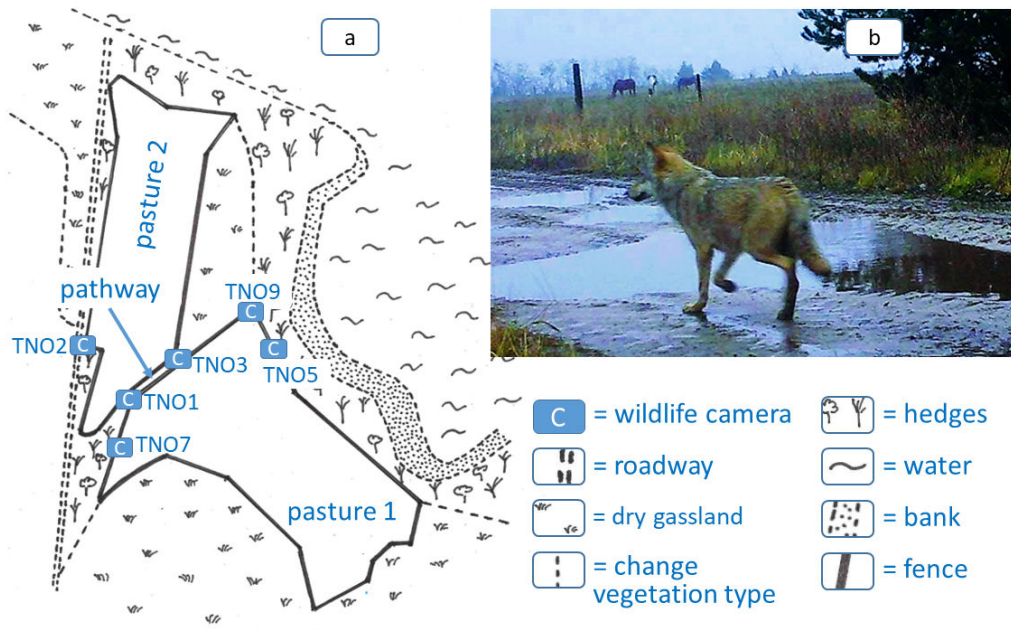 a
b
pasture 2
pathway
TNO9
TNO2
C
C
C
C
TNO3
TNO5
C
TNO1
C
TNO7
pasture 1
C = wildlife camera
= roadway
= dry gassland
= change
vegetation type
= hedges
= water
= bank
= fence